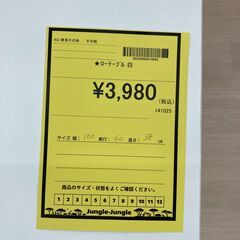 ★ローテーブル 白
¥3,980
(税込)
141025
サイズ 幅: 100 奥行: 60 高さ: 38 cm
商品のサイズ・状態をよくご確認ください。
1 2 3 4 5 6 7 8 9 10 11 12
Jungle-Jungle